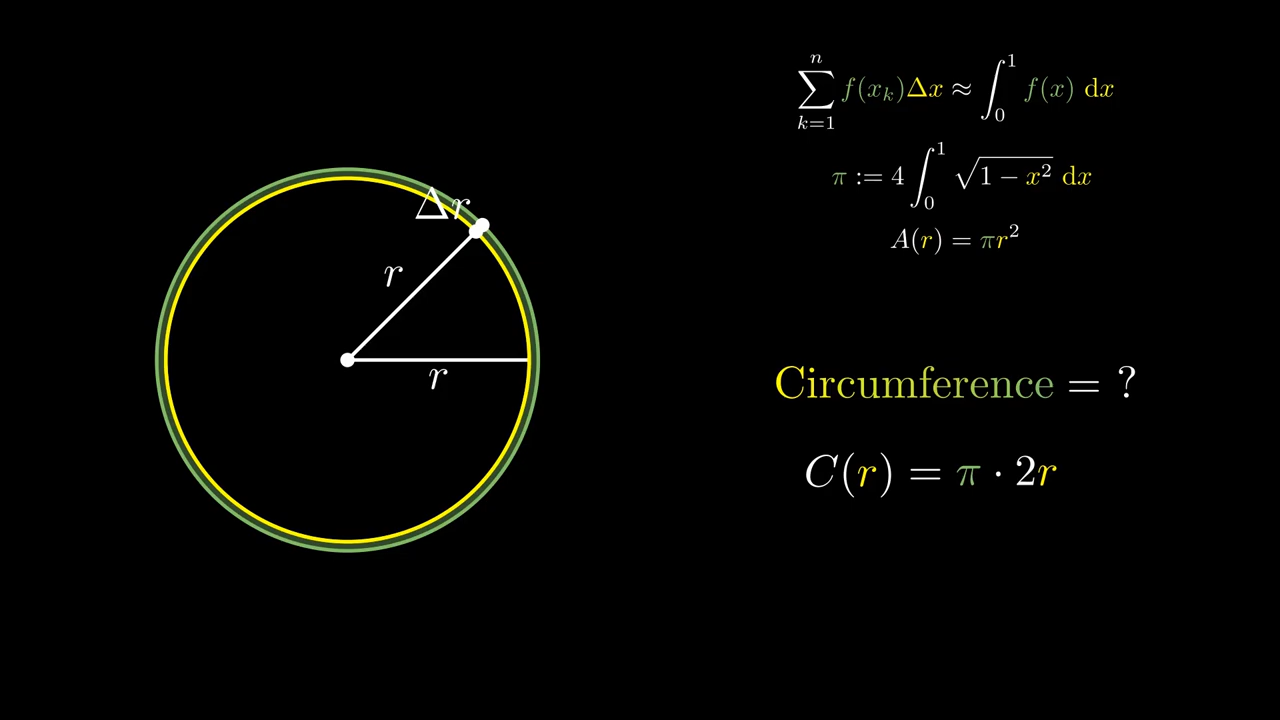 Δr
r
r
∑_{k=1}^{n} f(x_k)Δx ≈ ∫_0^1 f(x) dx
π := 4∫_0^1 √(1 − x²) dx
A(r) = πr²
Circumference = ?
C(r) = π · 2r